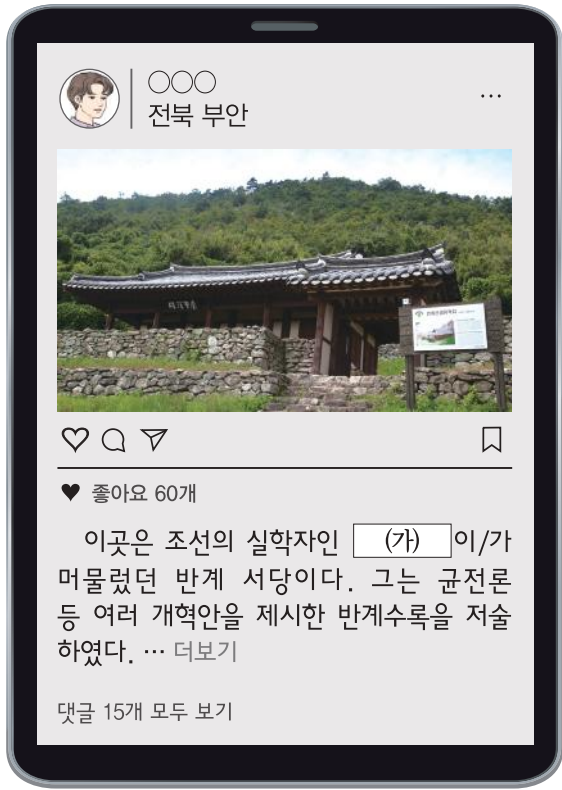 ○○○
전북 부안
...
좋아요 60개
이곳은 조선의 실학자인 (가) 이/가
머물렀던 반계 서당이다. 그는 균전론
등 여러 개혁안을 제시한 반계수록을 저술
하였다. … 더보기
댓글 15개 모두 보기